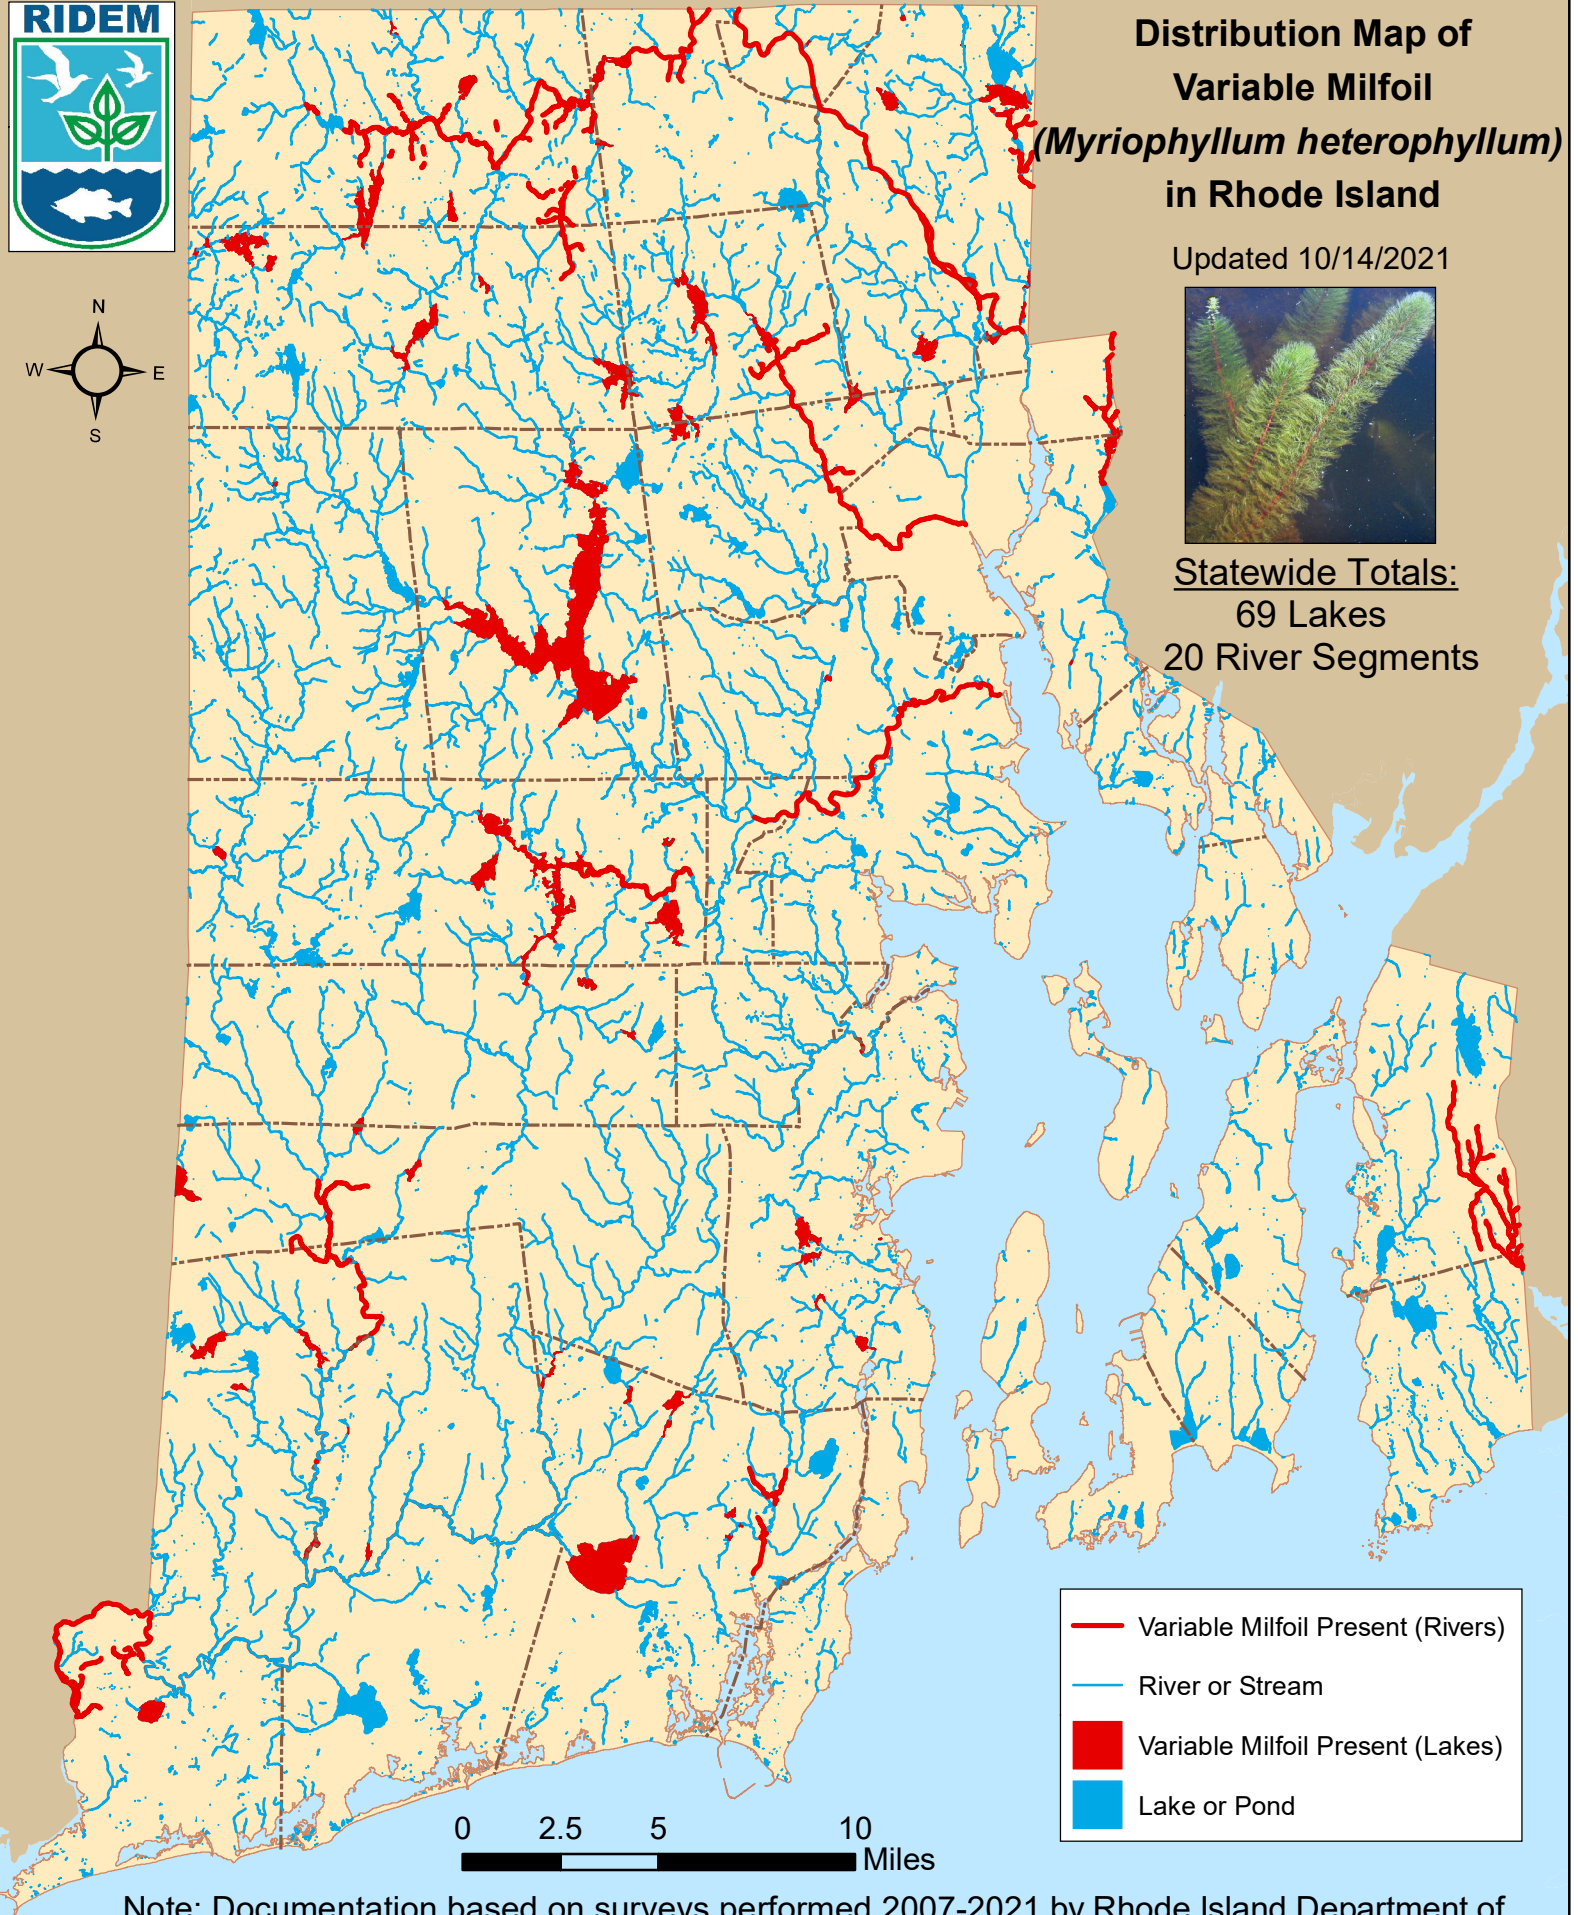 RIDEM
Distribution Map of
Variable Milfoil
(Myriophyllum heterophyllum)
in Rhode Island
Updated 10/14/2021
N
W
E
S
Statewide Totals:
69 Lakes
20 River Segments
Variable Milfoil Present (Rivers)
River or Stream
Variable Milfoil Present (Lakes)
Lake or Pond
0 2.5 5 10
Miles
Note: Documentation based on surveys performed 2007-2021 by Rhode Island Department of